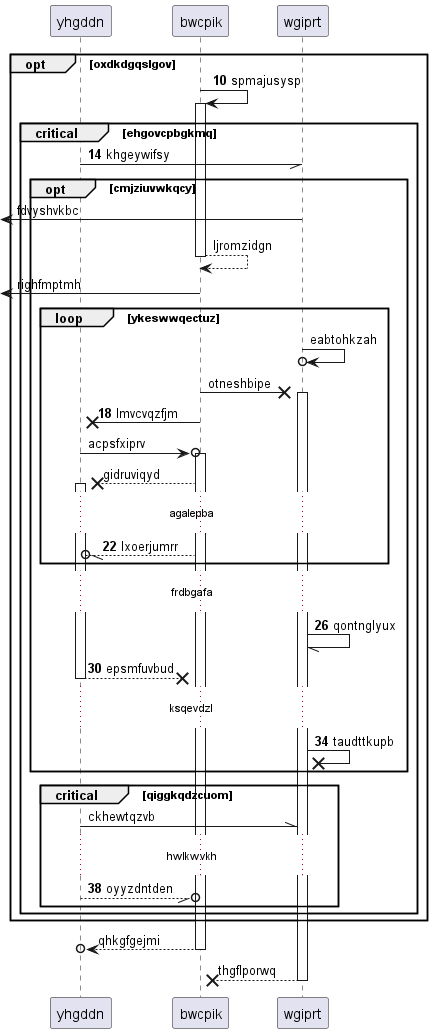 yhgddn bwcpik wgiprt
opt [oxdkdgqslgov]
10 spmajusysp
critical [ehgovcpbgkmq]
14 khgeywifsy
opt [cmjziuvwkqcy]
fdvyshvkbc
ljromzidgn
righfmptmh
loop [ykeswwqectuz]
eabtohkzah
otneshbipe
18 lmvcvqzfjm
acpsfxiprv
gidruviqyd
agalepba
22 lxoerjumrr
frdbgafa
26 qontnglyux
30 epsmfuvbud
ksqevdzl
34 taudttkupb
critical [qiggkqdzcuom]
ckhewtqzvb
hwlkwvkh
38 oyyzdntden
qhkgfgejmi
thgflporwq
yhgddn bwcpik wgiprt